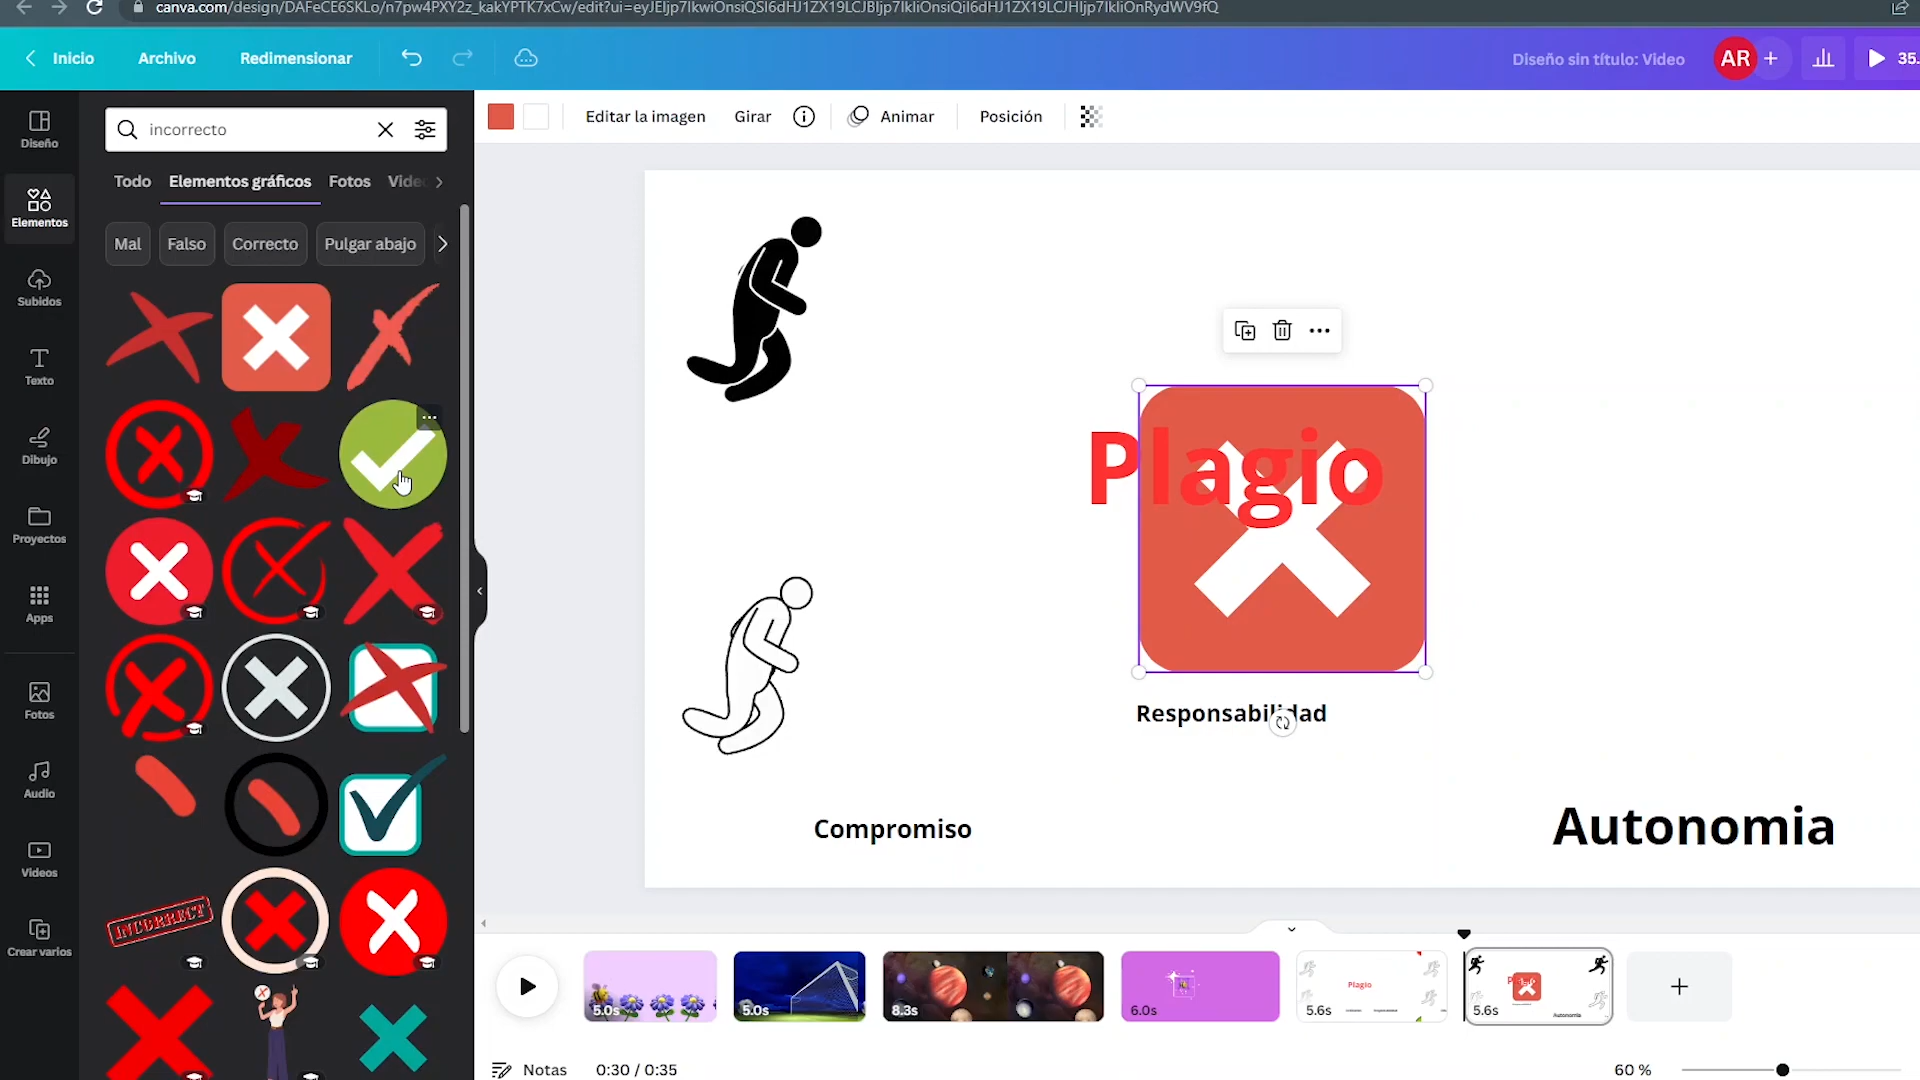 canva.com/design/DAFeCE6SKLo/n7pw4PXY2z_kakYPTK7xCw/edit?ui=eyJEIjp7IkwiOnsiQSI6dHJ1ZX19LCJBIjp7IkIiOnsiQiI6dHJ1ZX19LCJHIjp7IkIiOnRydWV9fQ
Inicio
Archivo
Redimensionar
Diseño sin título: Video
AR
35.
Diseño
Elementos
Subidos
Texto
Dibujo
Proyectos
Apps
Fotos
Audio
Videos
Crear varios
incorrecto
Todo
Elementos gráficos
Fotos
Mal
Falso
Correcto
Pulgar abajo
INCORRECT
Editar la imagen
Girar
Animar
Posición
Plagio
Responsabilidad
Compromiso
Autonomia
5.0s
5.0s
8.3s
6.0s
Plagio
5.6s
5.6s
Autonomia
Notas
0:30 / 0:35
60 %